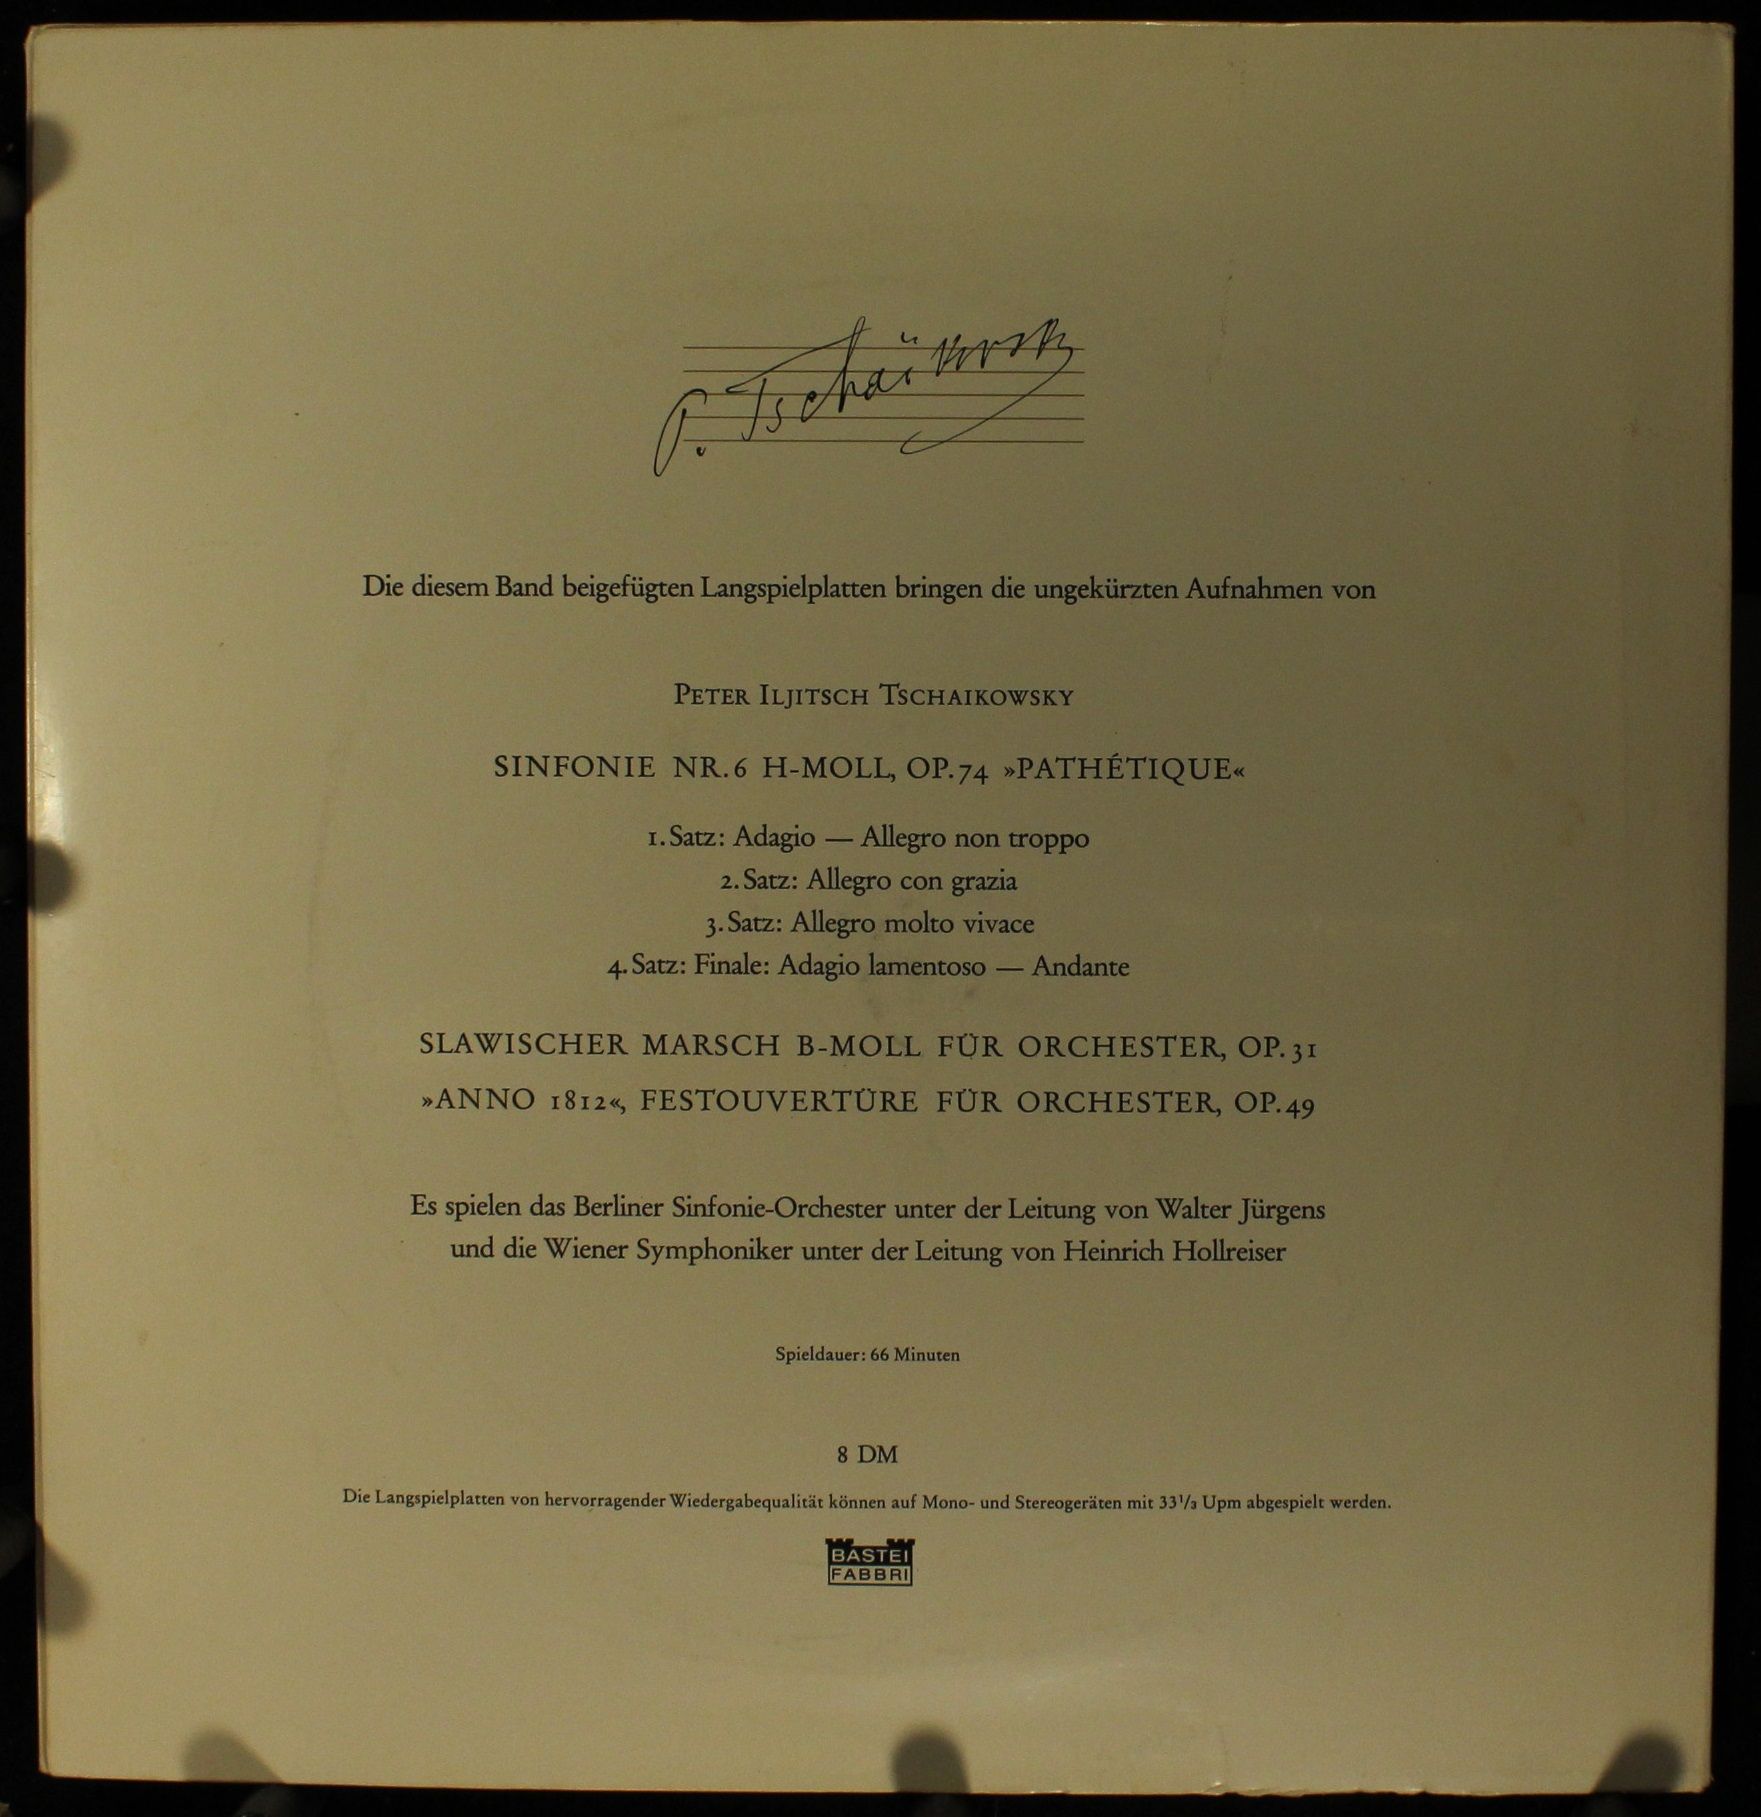 P. Tschaikovsky
Die diesem Band beigefügten Langspielplatten bringen die ungekürzten Aufnahmen von
PETER ILJITSCH TSCHAIKOWSKY
SINFONIE NR. 6 H-MOLL, OP. 74 »PATHÉTIQUE«
1. Satz: Adagio — Allegro non troppo
2. Satz: Allegro con grazia
3. Satz: Allegro molto vivace
4. Satz: Finale: Adagio lamentoso — Andante
SLAWISCHER MARSCH B-MOLL FÜR ORCHESTER, OP. 31
»ANNO 1812«, FESTOUVERTÜRE FÜR ORCHESTER, OP. 49
Es spielen das Berliner Sinfonie-Orchester unter der Leitung von Walter Jürgens
und die Wiener Symphoniker unter der Leitung von Heinrich Hollreiser
Spieldauer: 66 Minuten
8 DM
Die Langspielplatten von hervorragender Wiedergabequalität können auf Mono- und Stereogeräten mit 33 1/3 Upm abgespielt werden.
BASTEI
FABBRI